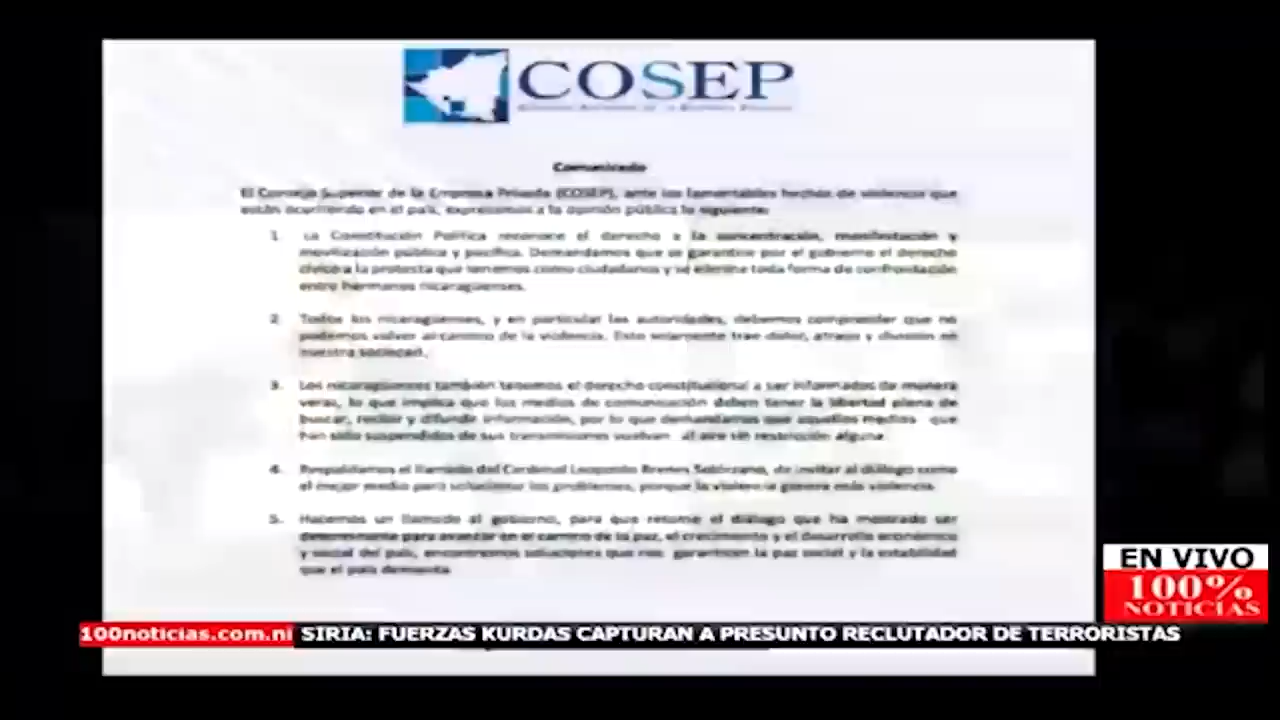 COSEP
Comunicado
El Consejo Superior de la Empresa Privada (COSEP), ante los lamentables hechos de violencia que
están ocurriendo en el país, expresamos a la opinión pública lo siguiente:
1. La Constitución Política reconoce el derecho a la concentración, manifestación y
movilización pública y pacífica. Demandamos que se garantice por el gobierno el derecho
cívico a la protesta que tenemos como ciudadanos y se elimine toda forma de confrontación
entre hermanos nicaragüenses.
2. Todos los nicaragüenses, y en particular las autoridades, debemos comprender que no
podemos volver al camino de la violencia. Esto solamente trae dolor, atraso y división en
nuestra sociedad.
3. Los nicaragüenses también tenemos el derecho constitucional a ser informados de manera
veraz, lo que implica que los medios de comunicación deben tener la libertad plena de
buscar, recibir y difundir información, por lo que demandamos que aquellos medios que
han sido suspendidos de sus transmisiones vuelvan al aire sin restricción alguna
4. Respaldamos el llamado del Cardenal Leopoldo Brenes Solórzano, de invitar al diálogo como
el mejor medio para solucionar los problemas, porque la violencia genera más violencia.
5. Hacemos un llamado al gobierno, para que retome el diálogo que ha mostrado ser
determinante para avanzar en el camino de la paz, el crecimiento y el desarrollo económico
y social del país, encontremos soluciones que nos garanticen la paz social y la estabilidad
que el país demanda
EN VIVO
100%
NOTICIAS
100noticias.com.ni SIRIA: FUERZAS KURDAS CAPTURAN A PRESUNTO RECLUTADOR DE TERRORISTAS